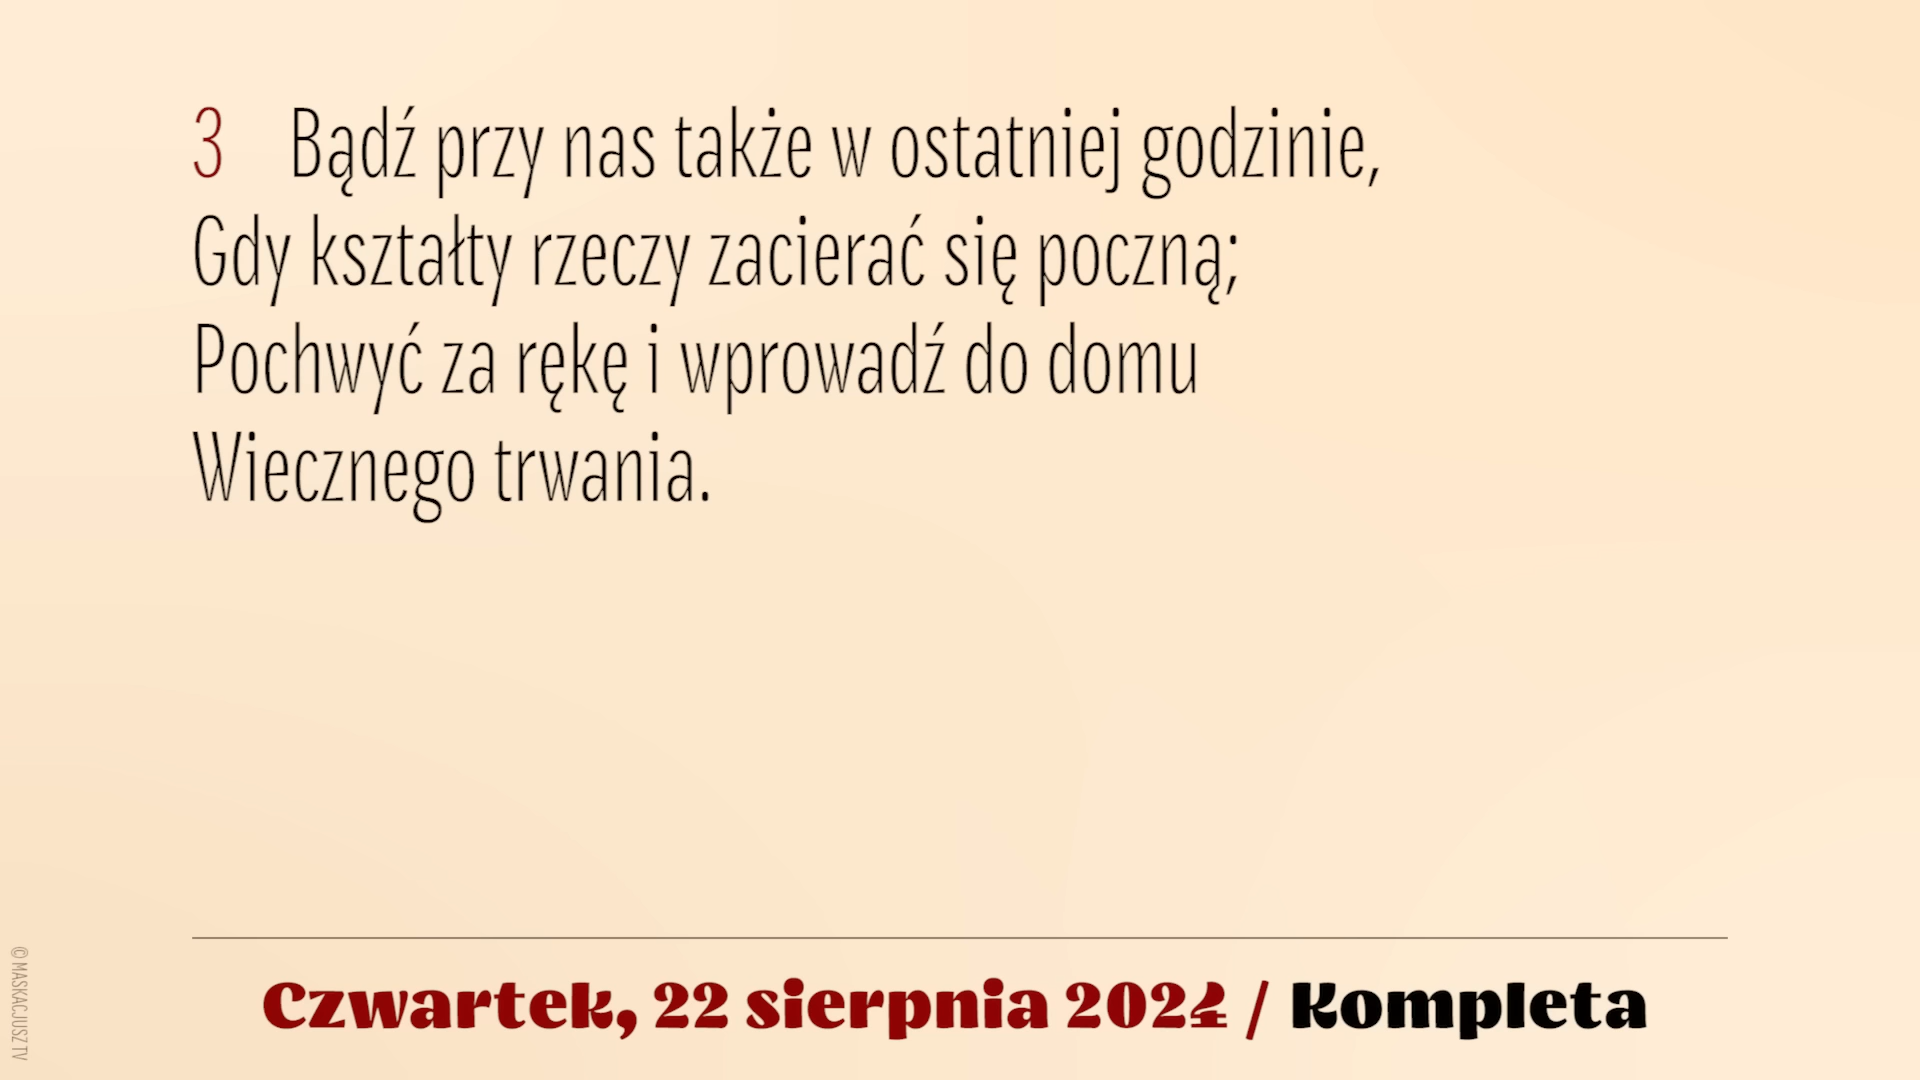 3 Bądź przy nas także w ostatniej godzinie,
Gdy kształty rzeczy zacierać się poczną;
Pochwyć za rękę i wprowadź do domu
Wiecznego trwania.
Czwartek, 22 sierpnia 2024 / Kompleta
© MASKACJUSZ TV